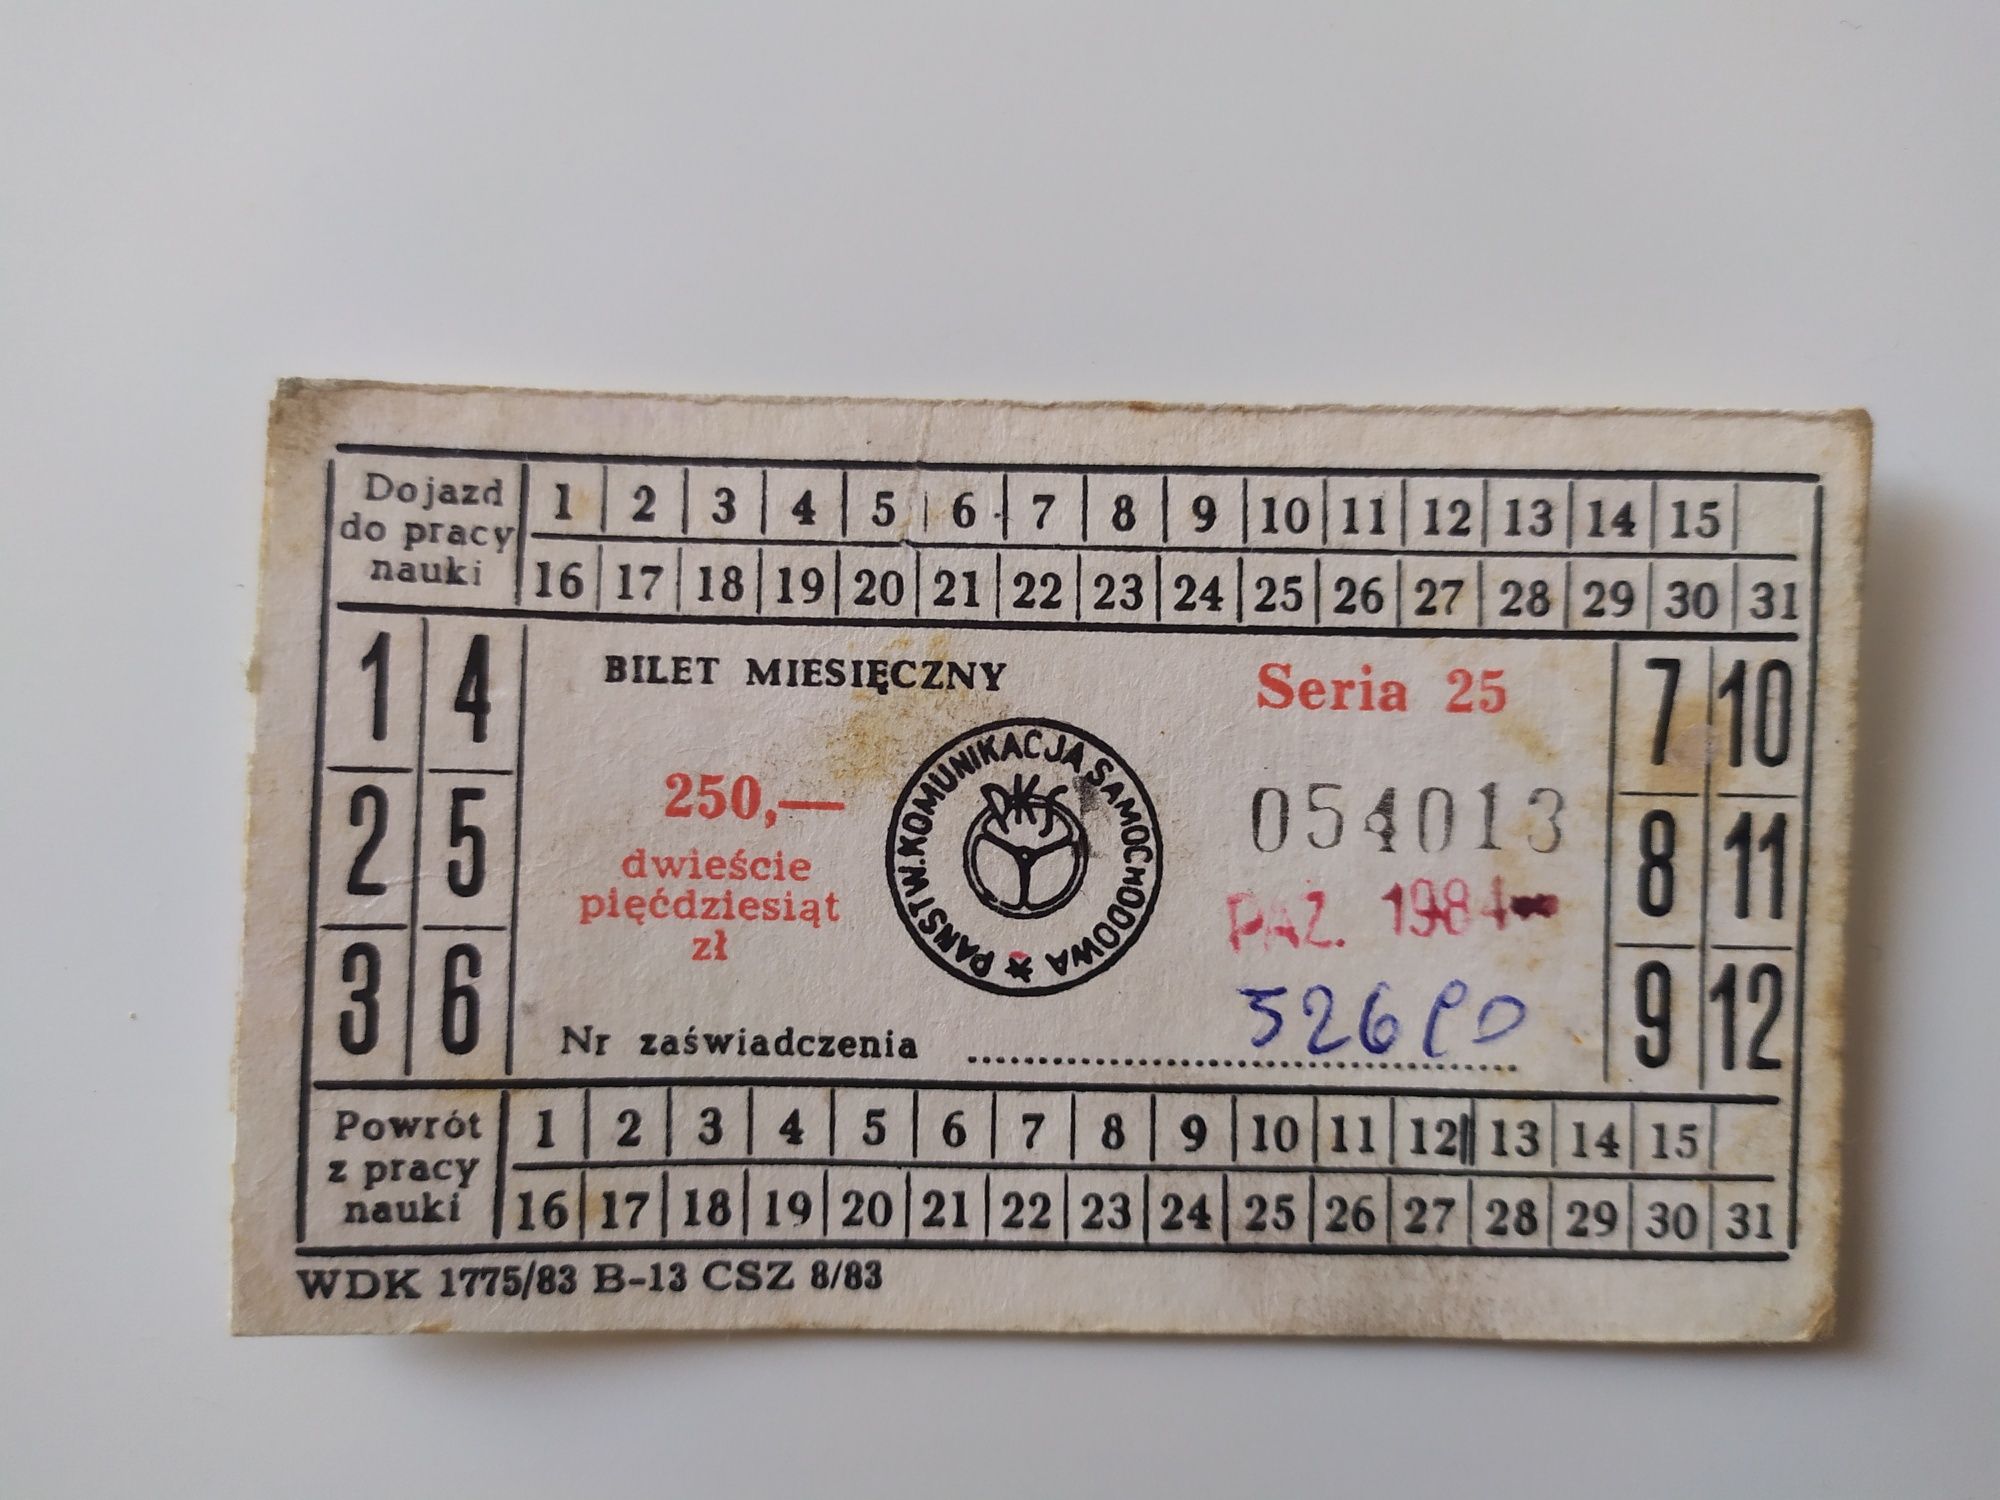 Dojazd
do pracy
nauki
1 2 3 4 5 6 7 8 9 10 11 12 13 14 15
16 17 18 19 20 21 22 23 24 25 26 27 28 29 30 31
1 4
2 5
3 6
BILET MIESIĘCZNY
250,—
dwieście
pięćdziesiąt
zł
PAŃSTW. KOMUNIKACJA SAMOCHODOWA *
PKS
Seria 25
054013
PAŹ. 1984
Nr zaświadczenia
7 10
8 11
9 12
Powrót
z pracy
nauki
1 2 3 4 5 6 7 8 9 10 11 12 13 14 15
16 17 18 19 20 21 22 23 24 25 26 27 28 29 30 31
WDK 1775/83 B-13 CSZ 8/83